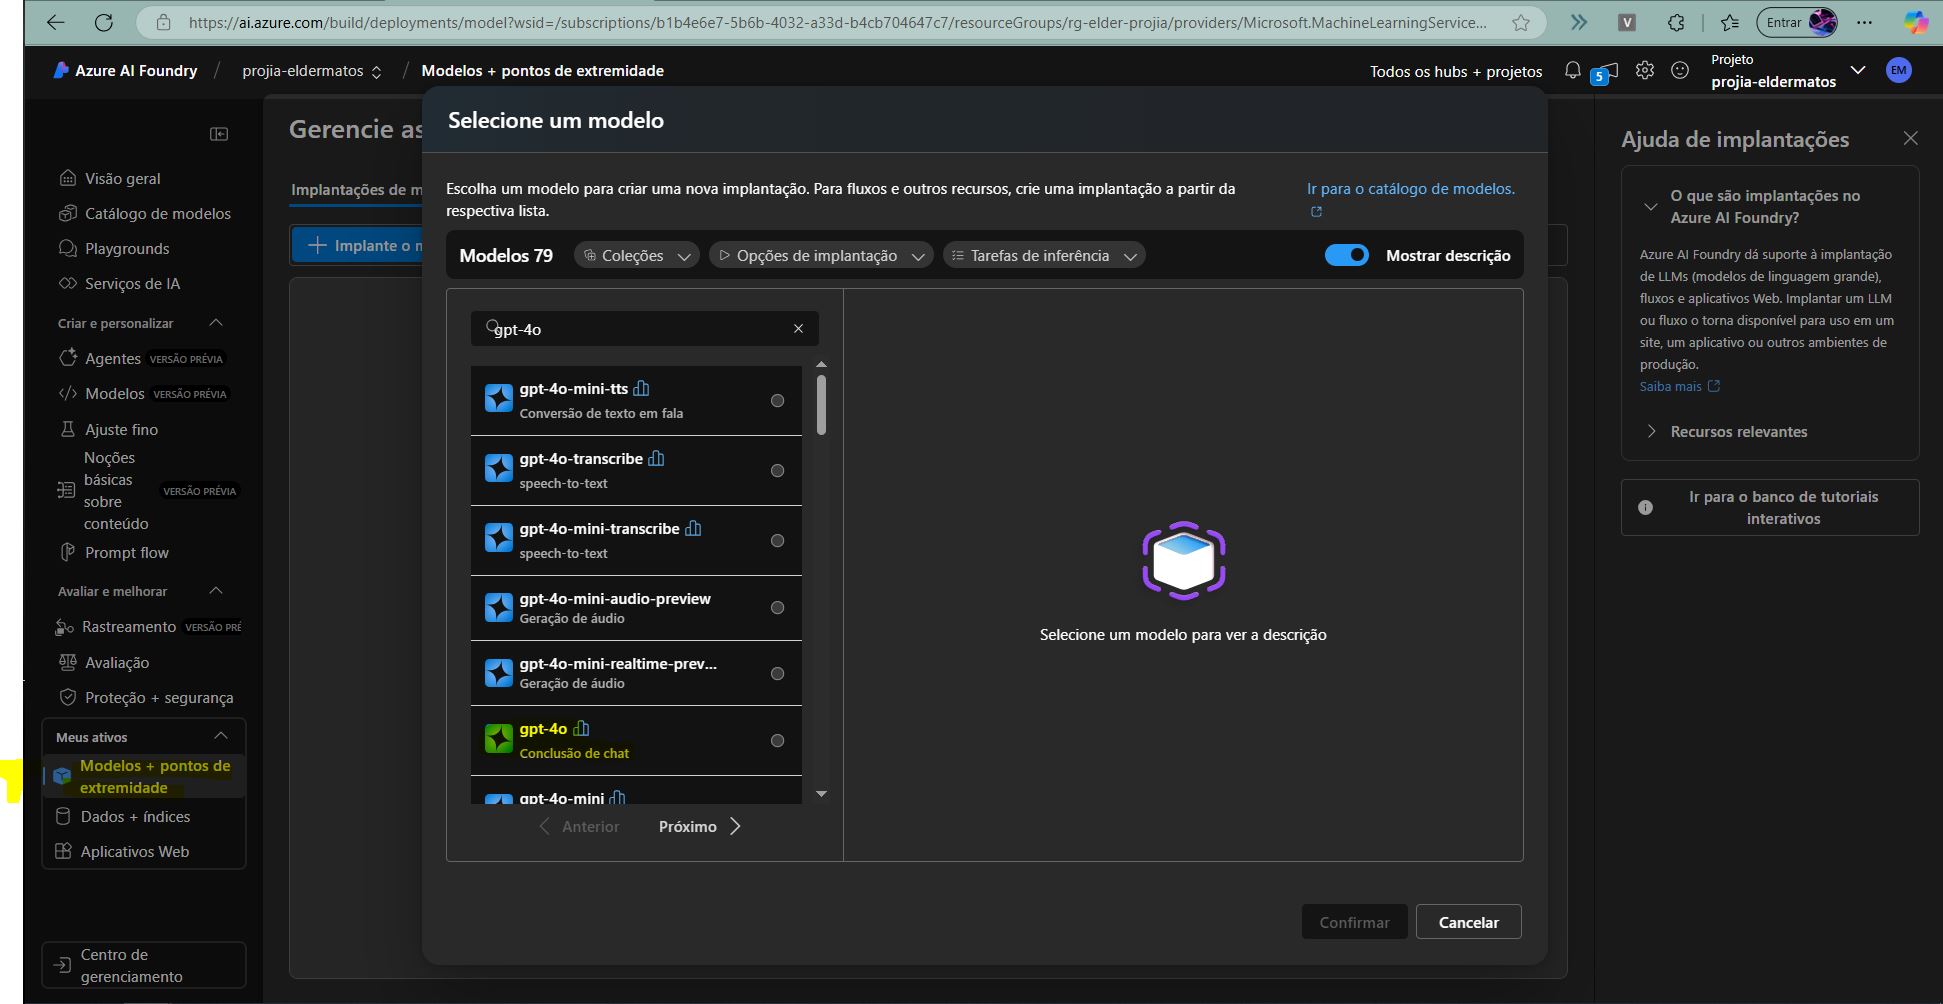 https://ai.azure.com/build/deployments/model?wsid=/subscriptions/b1b4e6e7-5b6b-4032-a33d-b4cb704647c7/resourceGroups/rg-elder-projia/providers/Microsoft.MachineLearningService...
V
Entrar
Azure AI Foundry / projia-eldermatos / Modelos + pontos de extremidade
Todos os hubs + projetos
5
Projeto
projia-eldermatos
EM
Visão geral
Catálogo de modelos
Playgrounds
Serviços de IA
Criar e personalizar
Agentes VERSÃO PRÉVIA
Modelos VERSÃO PRÉVIA
Ajuste fino
Noções
básicas
sobre
conteúdo
VERSÃO PRÉVIA
Prompt flow
Avaliar e melhorar
Rastreamento VERSÃO PRÉ
Avaliação
Proteção + segurança
Meus ativos
Modelos + pontos de
extremidade
Dados + índices
Aplicativos Web
Centro de
gerenciamento
Gerencie as
Implantações de m
Implante o m
Selecione um modelo
Escolha um modelo para criar uma nova implantação. Para fluxos e outros recursos, crie uma implantação a partir da
respectiva lista.
Ir para o catálogo de modelos.
Modelos 79
Coleções
Opções de implantação
Tarefas de inferência
Mostrar descrição
gpt-4o
gpt-4o-mini-tts
Conversão de texto em fala
gpt-4o-transcribe
speech-to-text
gpt-4o-mini-transcribe
speech-to-text
gpt-4o-mini-audio-preview
Geração de áudio
gpt-4o-mini-realtime-prev...
Geração de áudio
gpt-4o
Conclusão de chat
gpt-4o-mini
Anterior
Próximo
Selecione um modelo para ver a descrição
Confirmar
Cancelar
Ajuda de implantações
O que são implantações no
Azure AI Foundry?
Azure AI Foundry dá suporte à implantação
de LLMs (modelos de linguagem grande),
fluxos e aplicativos Web. Implantar um LLM
ou fluxo o torna disponível para uso em um
site, um aplicativo ou outros ambientes de
produção.
Saiba mais
Recursos relevantes
Ir para o banco de tutoriais
interativos